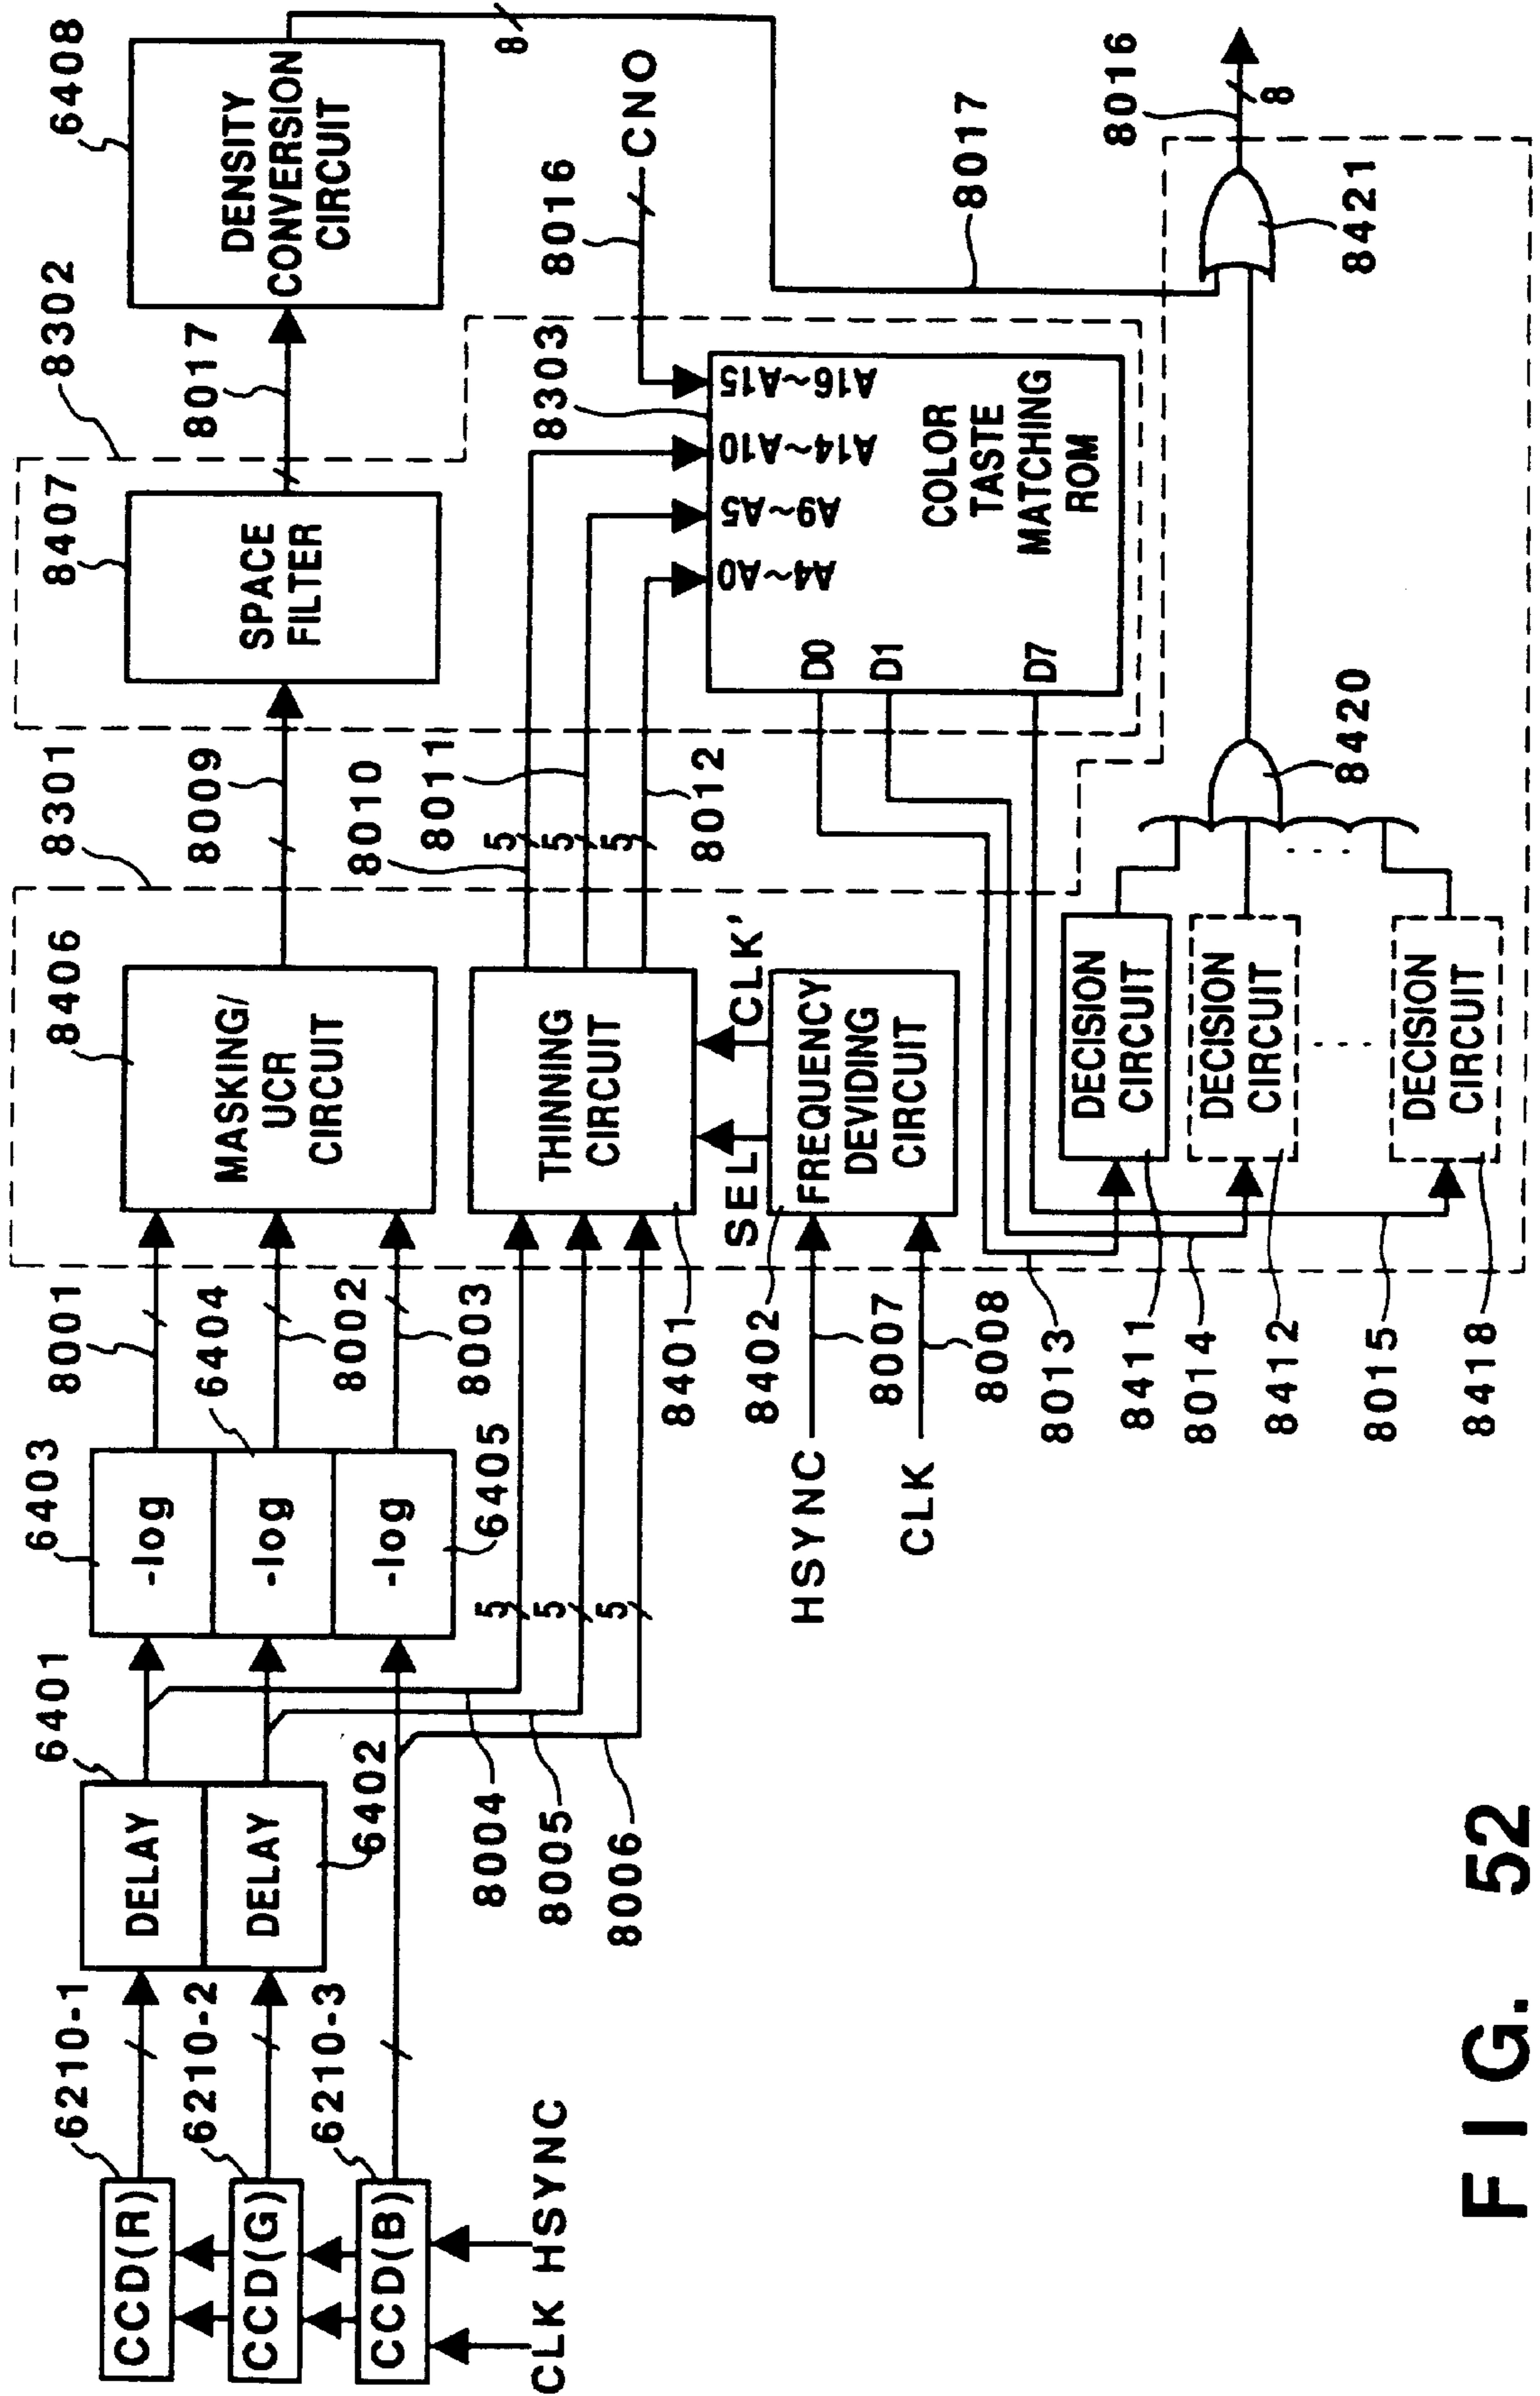 6210-1
CCD(R)
6210-2
CCD(G)
6210-3
CCD(B)
CLK HSYNC
6401
DELAY
DELAY
6402
6403
-log
6404
-log
-log
6405
8001
8002
8003
8004
8005
8006
5
5
5
8301
8406
MASKING/
UCR
CIRCUIT
8009
THINNING
CIRCUIT
8401
SEL
CLK'
8402
FREQUENCY
DEVIDING
CIRCUIT
HSYNC
8007
CLK
8008
8010
8011
8012
5
5
5
8302
8407
SPACE
FILTER
8017
6408
DENSITY
CONVERSION
CIRCUIT
8
8303
8016
CNO
A4~A0
A9~A5
A14~A10
A16~A15
COLOR
TASTE
MATCHING
ROM
D0
D1
D7
8017
8013
8411
8014
8412
8015
8418
DECISION
CIRCUIT
DECISION
CIRCUIT
DECISION
CIRCUIT
8420
8421
8016
8
FIG. 52